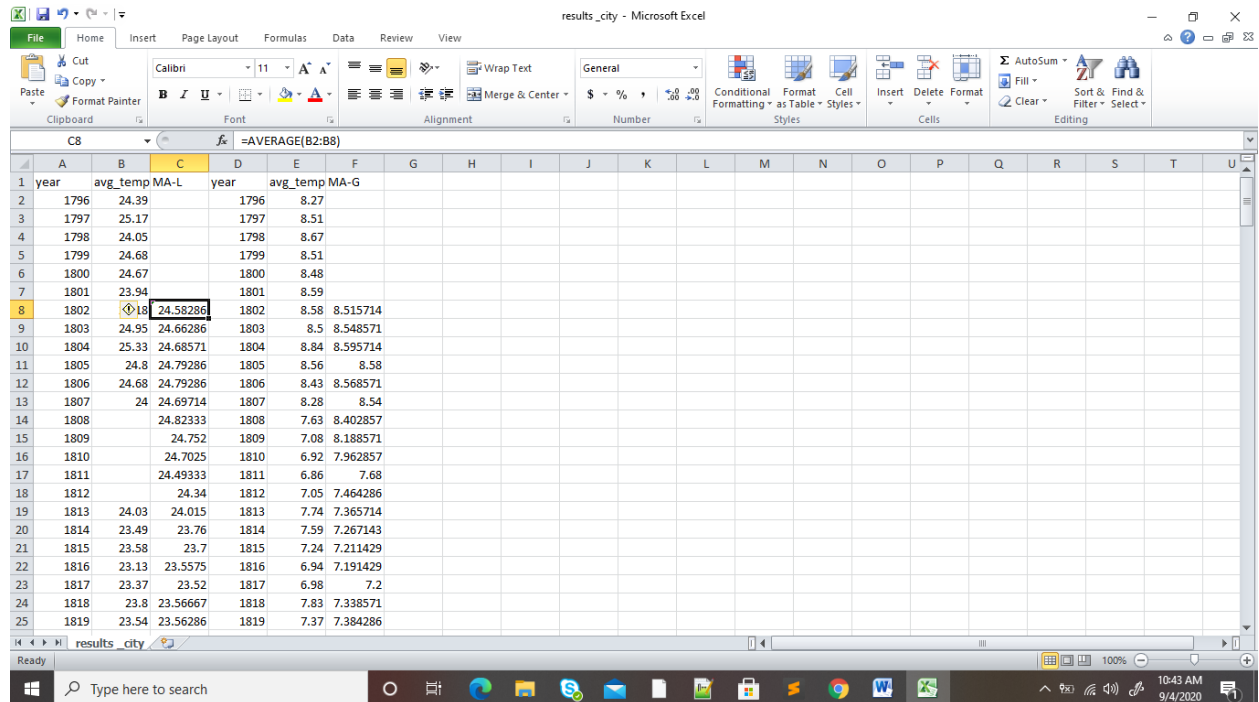 results _city - Microsoft Excel
File Home Insert Page Layout Formulas Data Review View
Paste
Cut
Copy
Format Painter
Clipboard
Calibri 11 A A
B I U A
Font
Wrap Text
Merge & Center
Alignment
General
$ % , .0 .00 .00 .0
Number
Conditional Formatting
Format as Table
Cell Styles
Styles
Insert Delete Format
Cells
Σ AutoSum
Fill
Clear
Sort & Filter
Find & Select
Editing
C8 fx =AVERAGE(B2:B8)
A B C D E F G H I J K L M N O P Q R S T U
1 year avg_temp MA-L year avg_temp MA-G
2 1796 24.39 1796 8.27
3 1797 25.17 1797 8.51
4 1798 24.05 1798 8.67
5 1799 24.68 1799 8.51
6 1800 24.67 1800 8.48
7 1801 23.94 1801 8.59
8 1802 18 24.58286 1802 8.58 8.515714
9 1803 24.95 24.66286 1803 8.5 8.548571
10 1804 25.33 24.68571 1804 8.84 8.595714
11 1805 24.8 24.79286 1805 8.56 8.58
12 1806 24.68 24.79286 1806 8.43 8.568571
13 1807 24 24.69714 1807 8.28 8.54
14 1808 24.82333 1808 7.63 8.402857
15 1809 24.752 1809 7.08 8.188571
16 1810 24.7025 1810 6.92 7.962857
17 1811 24.49333 1811 6.86 7.68
18 1812 24.34 1812 7.05 7.464286
19 1813 24.03 24.015 1813 7.74 7.365714
20 1814 23.49 23.76 1814 7.59 7.267143
21 1815 23.58 23.7 1815 7.24 7.211429
22 1816 23.13 23.5575 1816 6.94 7.191429
23 1817 23.37 23.52 1817 6.98 7.2
24 1818 23.8 23.56667 1818 7.83 7.338571
25 1819 23.54 23.56286 1819 7.37 7.384286
results _city
Ready 100%
Type here to search
10:43 AM
9/4/2020